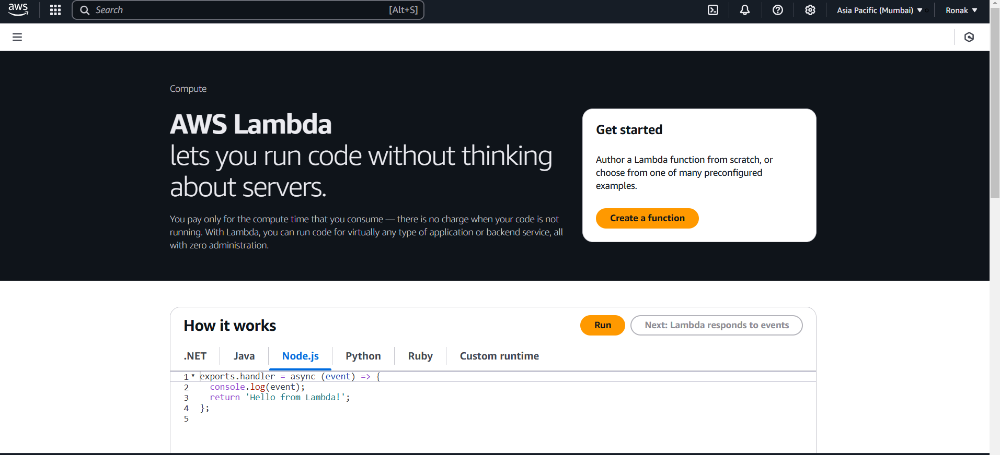 aws
Search [Alt+S]
Asia Pacific (Mumbai)
Ronak
Compute
AWS Lambda
lets you run code without thinking
about servers.
You pay only for the compute time that you consume — there is no charge when your code is not
running. With Lambda, you can run code for virtually any type of application or backend service, all
with zero administration.
Get started
Author a Lambda function from scratch, or
choose from one of many preconfigured
examples.
Create a function
How it works
Run
Next: Lambda responds to events
.NET
Java
Node.js
Python
Ruby
Custom runtime
1 exports.handler = async (event) => {
2 console.log(event);
3 return 'Hello from Lambda!';
4 };
5